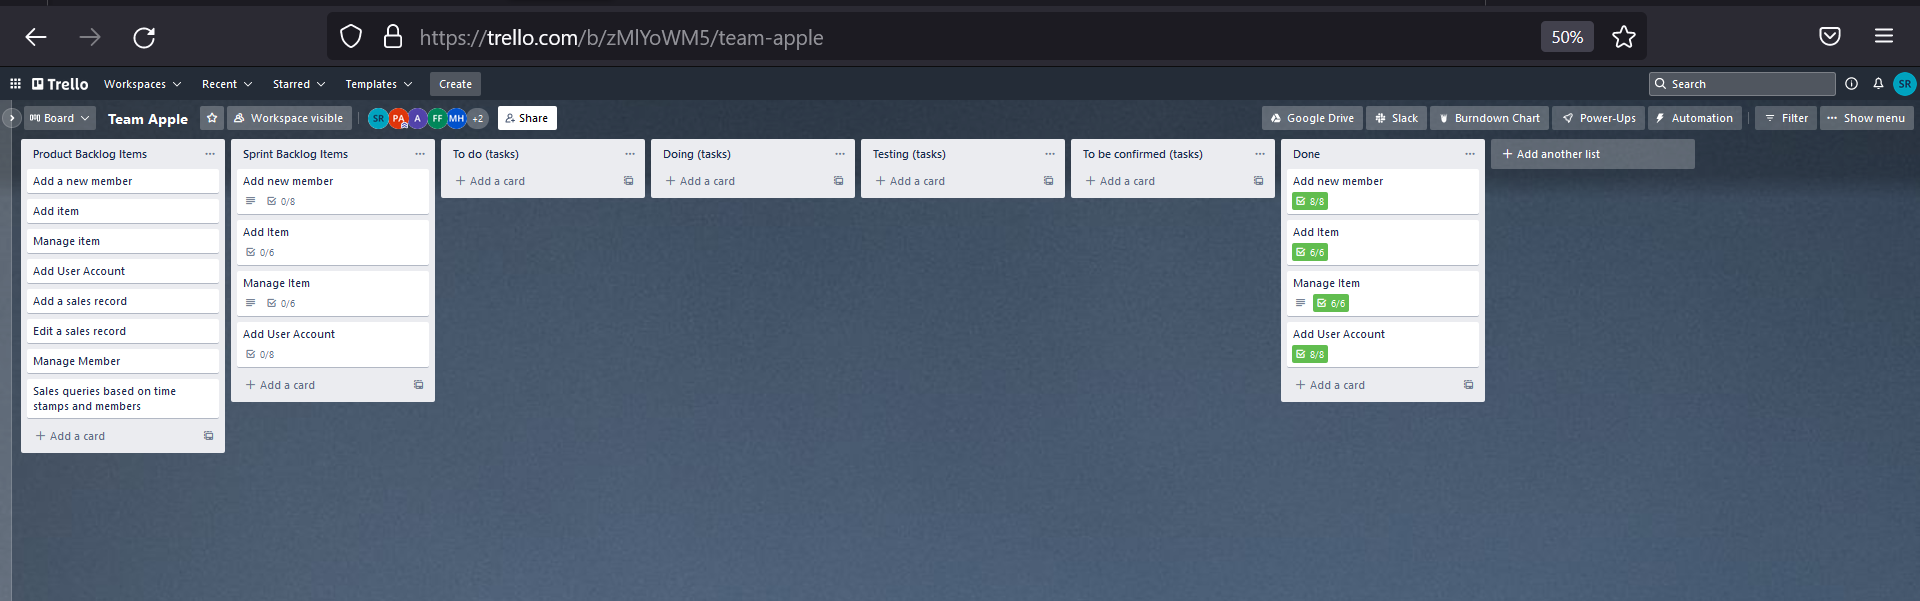 https://trello.com/b/zMlYoWM5/team-apple
50%
Trello Workspaces Recent Starred Templates Create Search SR
Board Team Apple Workspace visible SR PA A FF MH +2 Share Google Drive Slack Burndown Chart Power-Ups Automation Filter Show menu
Product Backlog Items
Add a new member
Add item
Manage item
Add User Account
Add a sales record
Edit a sales record
Manage Member
Sales queries based on time
stamps and members
+ Add a card
Sprint Backlog Items
Add new member
0/8
Add Item
0/6
Manage Item
0/6
Add User Account
0/8
+ Add a card
To do (tasks)
+ Add a card
Doing (tasks)
+ Add a card
Testing (tasks)
+ Add a card
To be confirmed (tasks)
+ Add a card
Done
Add new member
8/8
Add Item
6/6
Manage Item
6/6
Add User Account
8/8
+ Add a card
+ Add another list